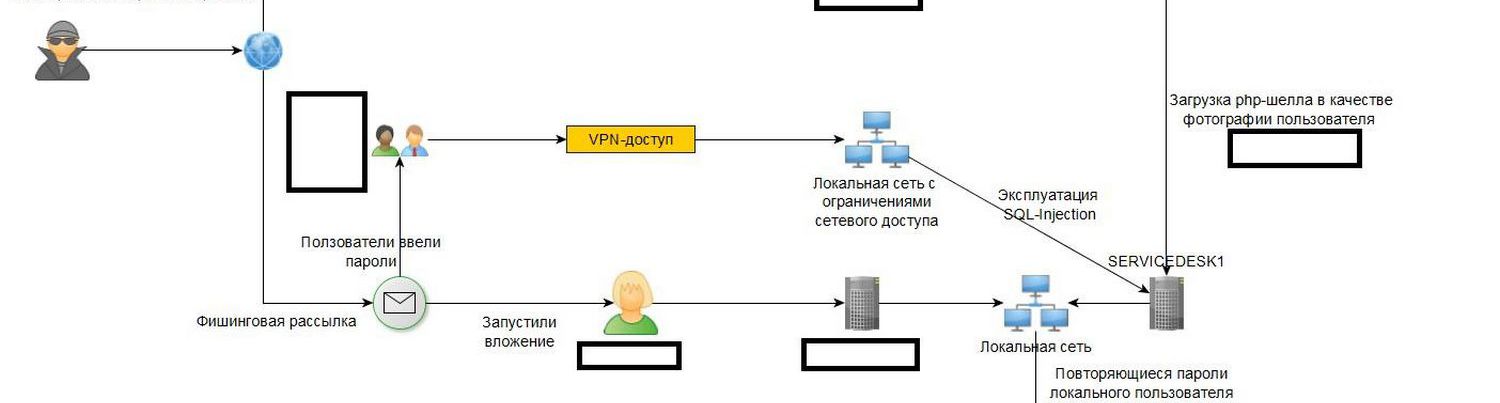 Загрузка php-шелла в качестве
фотографии пользователя
VPN-доступ
Локальная сеть с
ограничениями
сетевого доступа
Эксплуатация
SQL-Injection
Ползователи ввели
пароли
SERVICEDESK1
Фишинговая рассылка
Запустили
вложение
Локальная сеть
Повторяющиеся пароли
локального пользователя